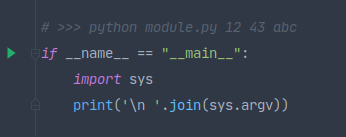 # >>> python module.py 12 43 abc
if __name__ == "__main__":
    import sys
    print('\n '.join(sys.argv))